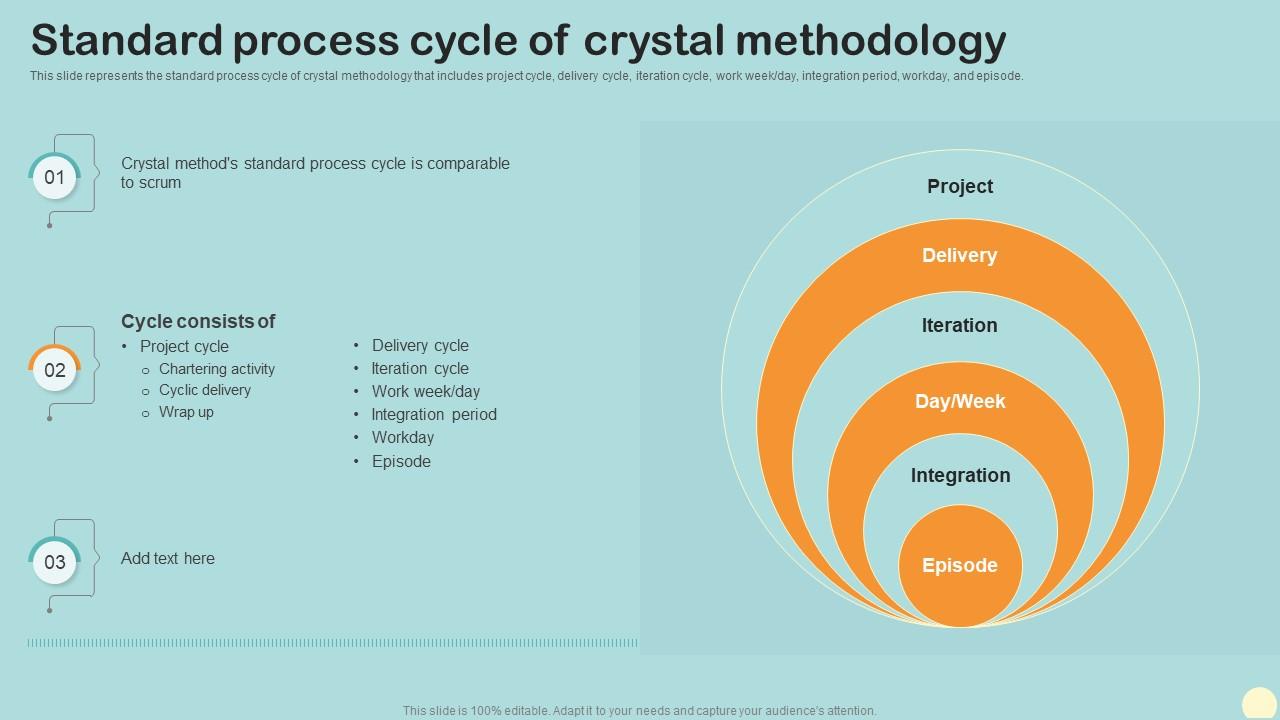 Standard process cycle of crystal methodology
This slide represents the standard process cycle of crystal methodology that includes project cycle, delivery cycle, iteration cycle, work week/day, integration period, workday, and episode.
01
Crystal method's standard process cycle is comparable
to scrum
02
Cycle consists of
• Project cycle
o Chartering activity
o Cyclic delivery
o Wrap up
• Delivery cycle
• Iteration cycle
• Work week/day
• Integration period
• Workday
• Episode
03
Add text here
Project
Delivery
Iteration
Day/Week
Integration
Episode
This slide is 100% editable. Adapt it to your needs and capture your audience's attention.